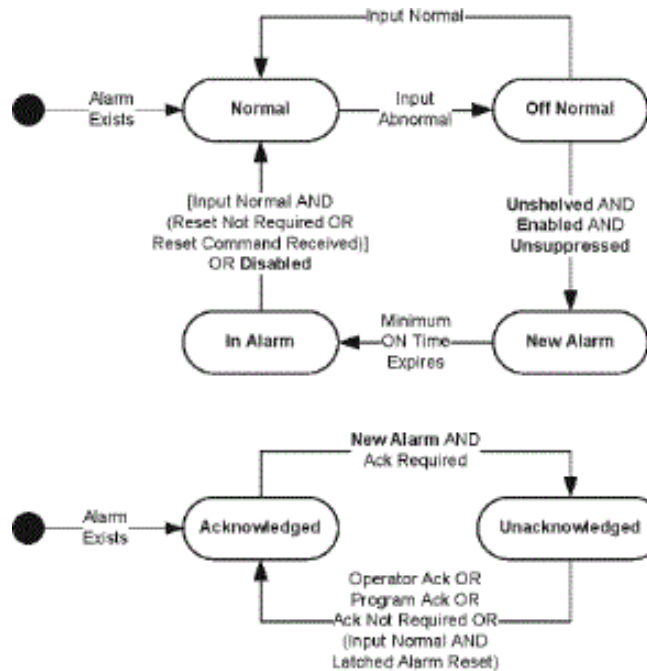 Input Normal
Alarm
Exists
Normal
Input
Abnormal
Off Normal
[Input Normal AND
(Reset Not Required OR
Reset Command Received)]
OR Disabled
Unshelved AND
Enabled AND
Unsuppressed
In Alarm
Minimum
ON Time
Expires
New Alarm
New Alarm AND
Ack Required
Alarm
Exists
Acknowledged
Unacknowledged
Operator Ack OR
Program Ack OR
Ack Not Required OR
(Input Normal AND
Latched Alarm Reset)